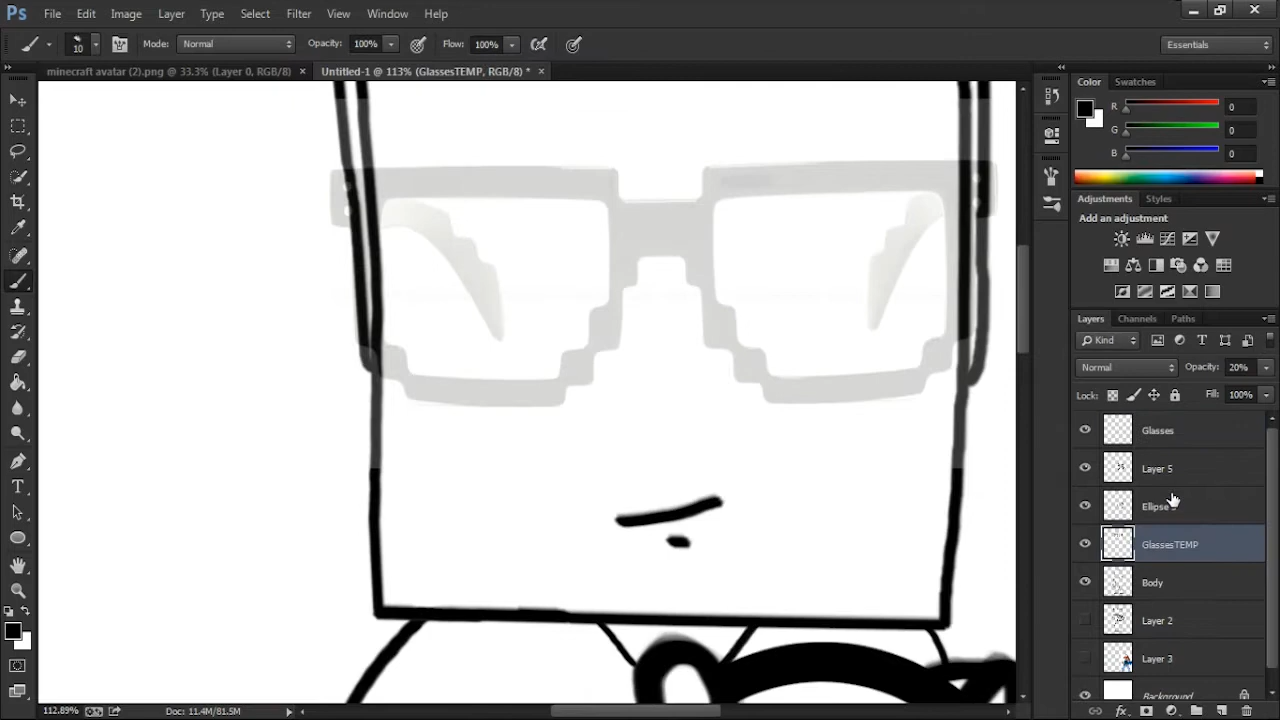 Ps File Edit Image Layer Type Select Filter 3D View Window Help
10 Mode: Normal Opacity: 100% Flow: 100% Essentials
minecraft avatar (2).png @ 33.3% (Layer 0, RGB/8) × Untitled-1 @ 113% (GlassesTEMP, RGB/8) * ×
Color Swatches
R 0
G 0
B 0
Adjustments Styles
Add an adjustment
Layers Channels Paths
Kind
Normal Opacity: 20%
Lock: Fill: 100%
Glasses
Layer 5
Ellipse
GlassesTEMP
Body
Layer 2
Layer 3
Background
112.89% Doc: 11.4M/81.5M